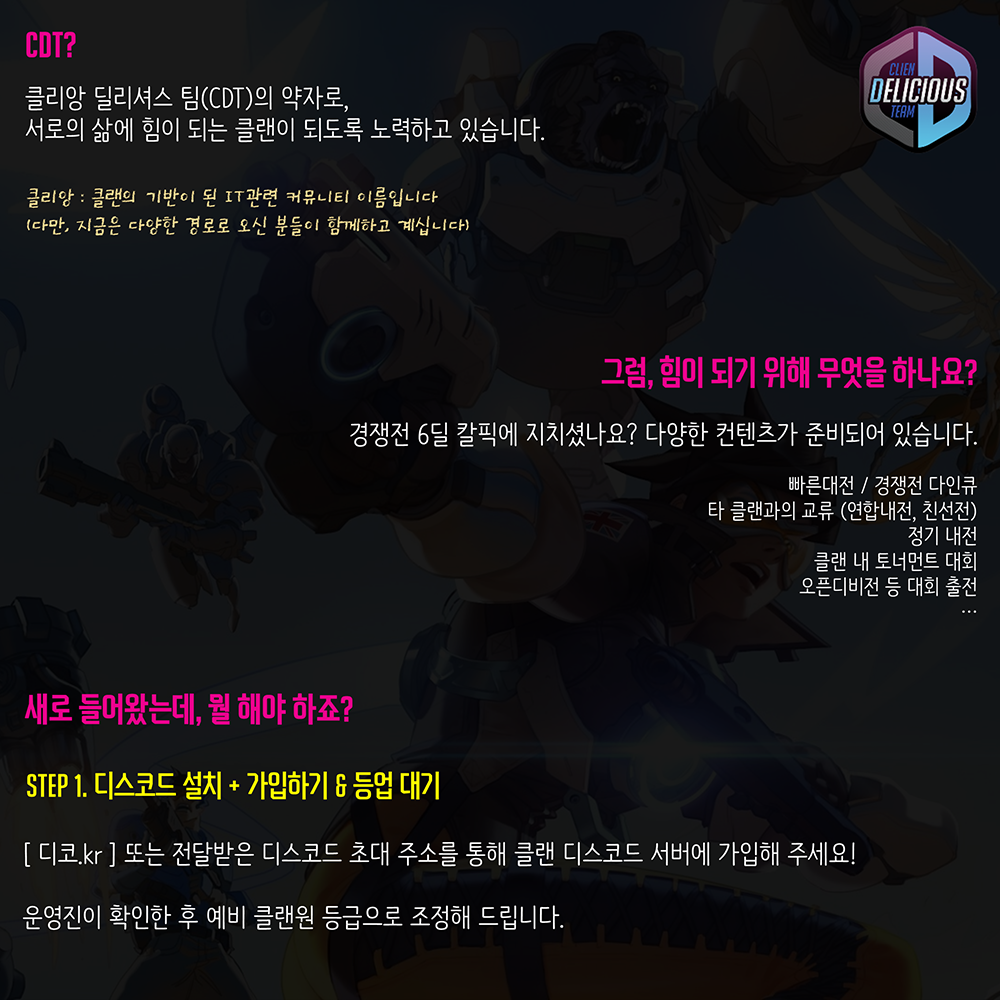 CDT?
CLIEN
DELICIOUS
TEAM
클리앙 딜리셔스 팀(CDT)의 약자로,
서로의 삶에 힘이 되는 클랜이 되도록 노력하고 있습니다.
클리앙 : 클랜의 기반이 된 IT관련 커뮤니티 이름입니다
(다만, 지금은 다양한 경로로 오신 분들이 함께하고 계십니다)
그럼, 힘이 되기 위해 무엇을 하나요?
경쟁전 6딜 칼픽에 지치셨나요? 다양한 컨텐츠가 준비되어 있습니다.
빠른대전 / 경쟁전 다인큐
타 클랜과의 교류 (연합내전, 친선전)
정기 내전
클랜 내 토너먼트 대회
오픈디비전 등 대회 출전
...
새로 들어왔는데, 뭘 해야 하죠?
STEP 1. 디스코드 설치 + 가입하기 & 등업 대기
[ 디코.kr ] 또는 전달받은 디스코드 초대 주소를 통해 클랜 디스코드 서버에 가입해 주세요!
운영진이 확인한 후 예비 클랜원 등급으로 조정해 드립니다.